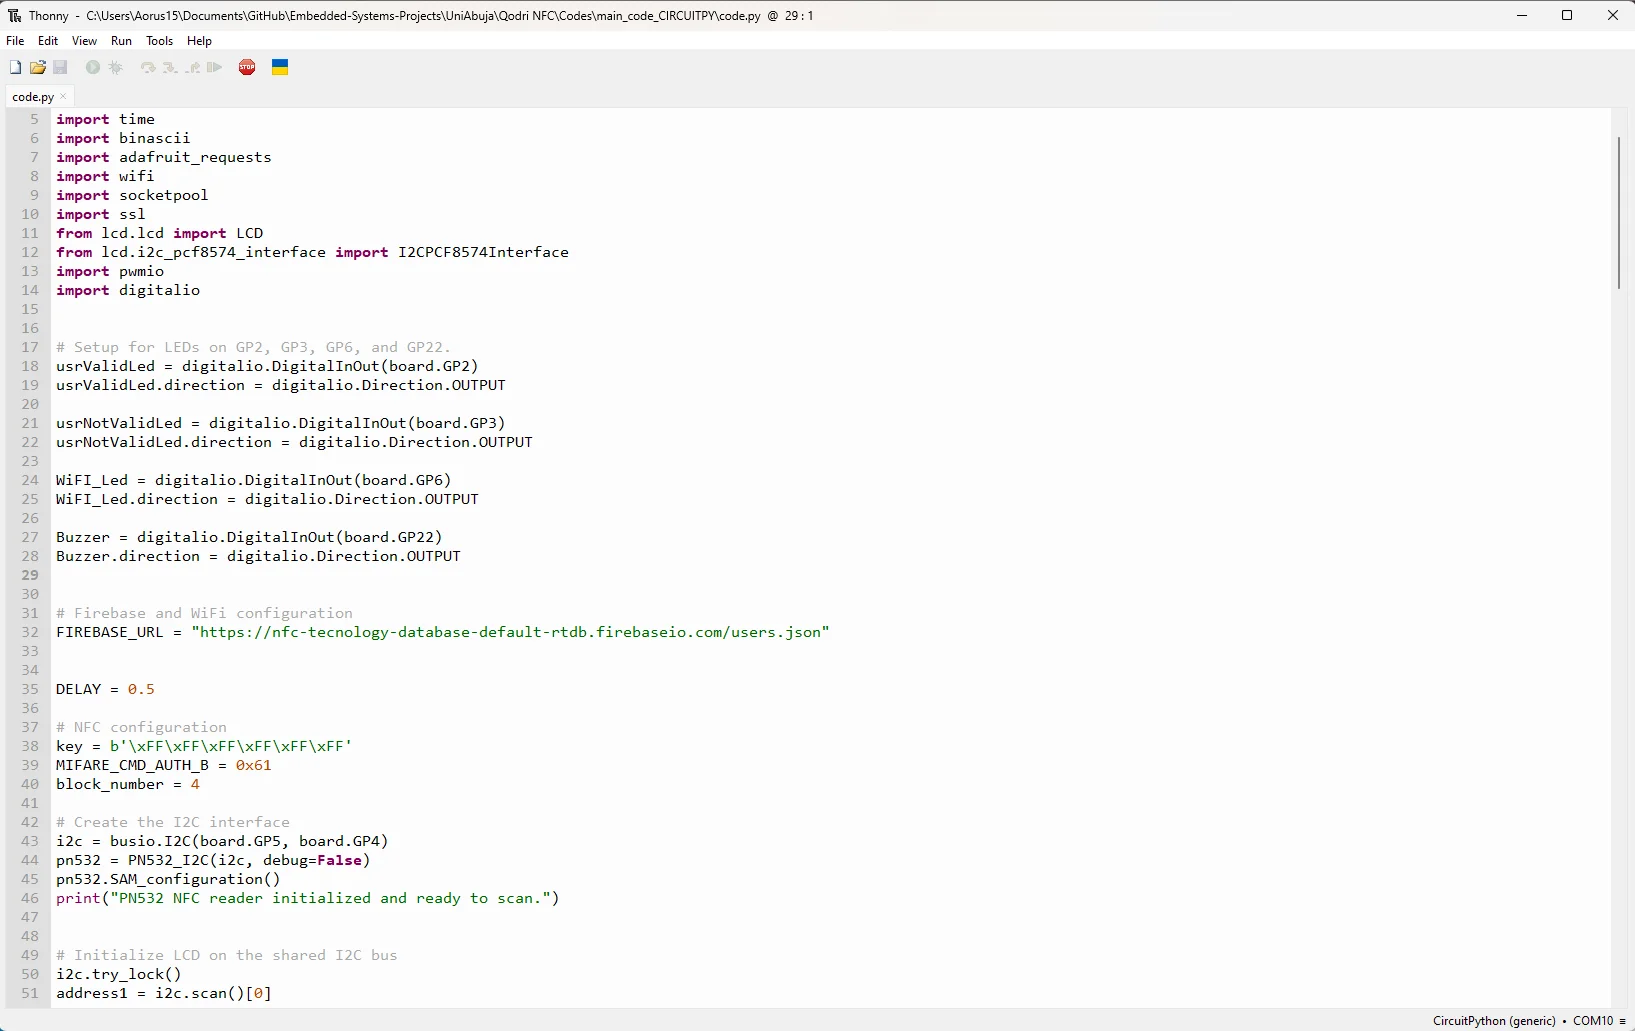 Thonny - C:\Users\Aorus15\Documents\GitHub\Embedded-Systems-Projects\UniAbuja\Qodri NFC\Codes\main_code_CIRCUITPY\code.py @ 29 : 1
File Edit View Run Tools Help
STOP
code.py ×
5 import time
6 import binascii
7 import adafruit_requests
8 import wifi
9 import socketpool
10 import ssl
11 from lcd.lcd import LCD
12 from lcd.i2c_pcf8574_interface import I2CPCF8574Interface
13 import pwmio
14 import digitalio
15
16
17 # Setup for LEDs on GP2, GP3, GP6, and GP22.
18 usrValidLed = digitalio.DigitalInOut(board.GP2)
19 usrValidLed.direction = digitalio.Direction.OUTPUT
20
21 usrNotValidLed = digitalio.DigitalInOut(board.GP3)
22 usrNotValidLed.direction = digitalio.Direction.OUTPUT
23
24 WiFI_Led = digitalio.DigitalInOut(board.GP6)
25 WiFI_Led.direction = digitalio.Direction.OUTPUT
26
27 Buzzer = digitalio.DigitalInOut(board.GP22)
28 Buzzer.direction = digitalio.Direction.OUTPUT
29
30
31 # Firebase and WiFi configuration
32 FIREBASE_URL = "https://nfc-tecnology-database-default-rtdb.firebaseio.com/users.json"
33
34
35 DELAY = 0.5
36
37 # NFC configuration
38 key = b'\xFF\xFF\xFF\xFF\xFF\xFF'
39 MIFARE_CMD_AUTH_B = 0x61
40 block_number = 4
41
42 # Create the I2C interface
43 i2c = busio.I2C(board.GP5, board.GP4)
44 pn532 = PN532_I2C(i2c, debug=False)
45 pn532.SAM_configuration()
46 print("PN532 NFC reader initialized and ready to scan.")
47
48
49 # Initialize LCD on the shared I2C bus
50 i2c.try_lock()
51 address1 = i2c.scan()[0]
CircuitPython (generic) • COM10 ≡